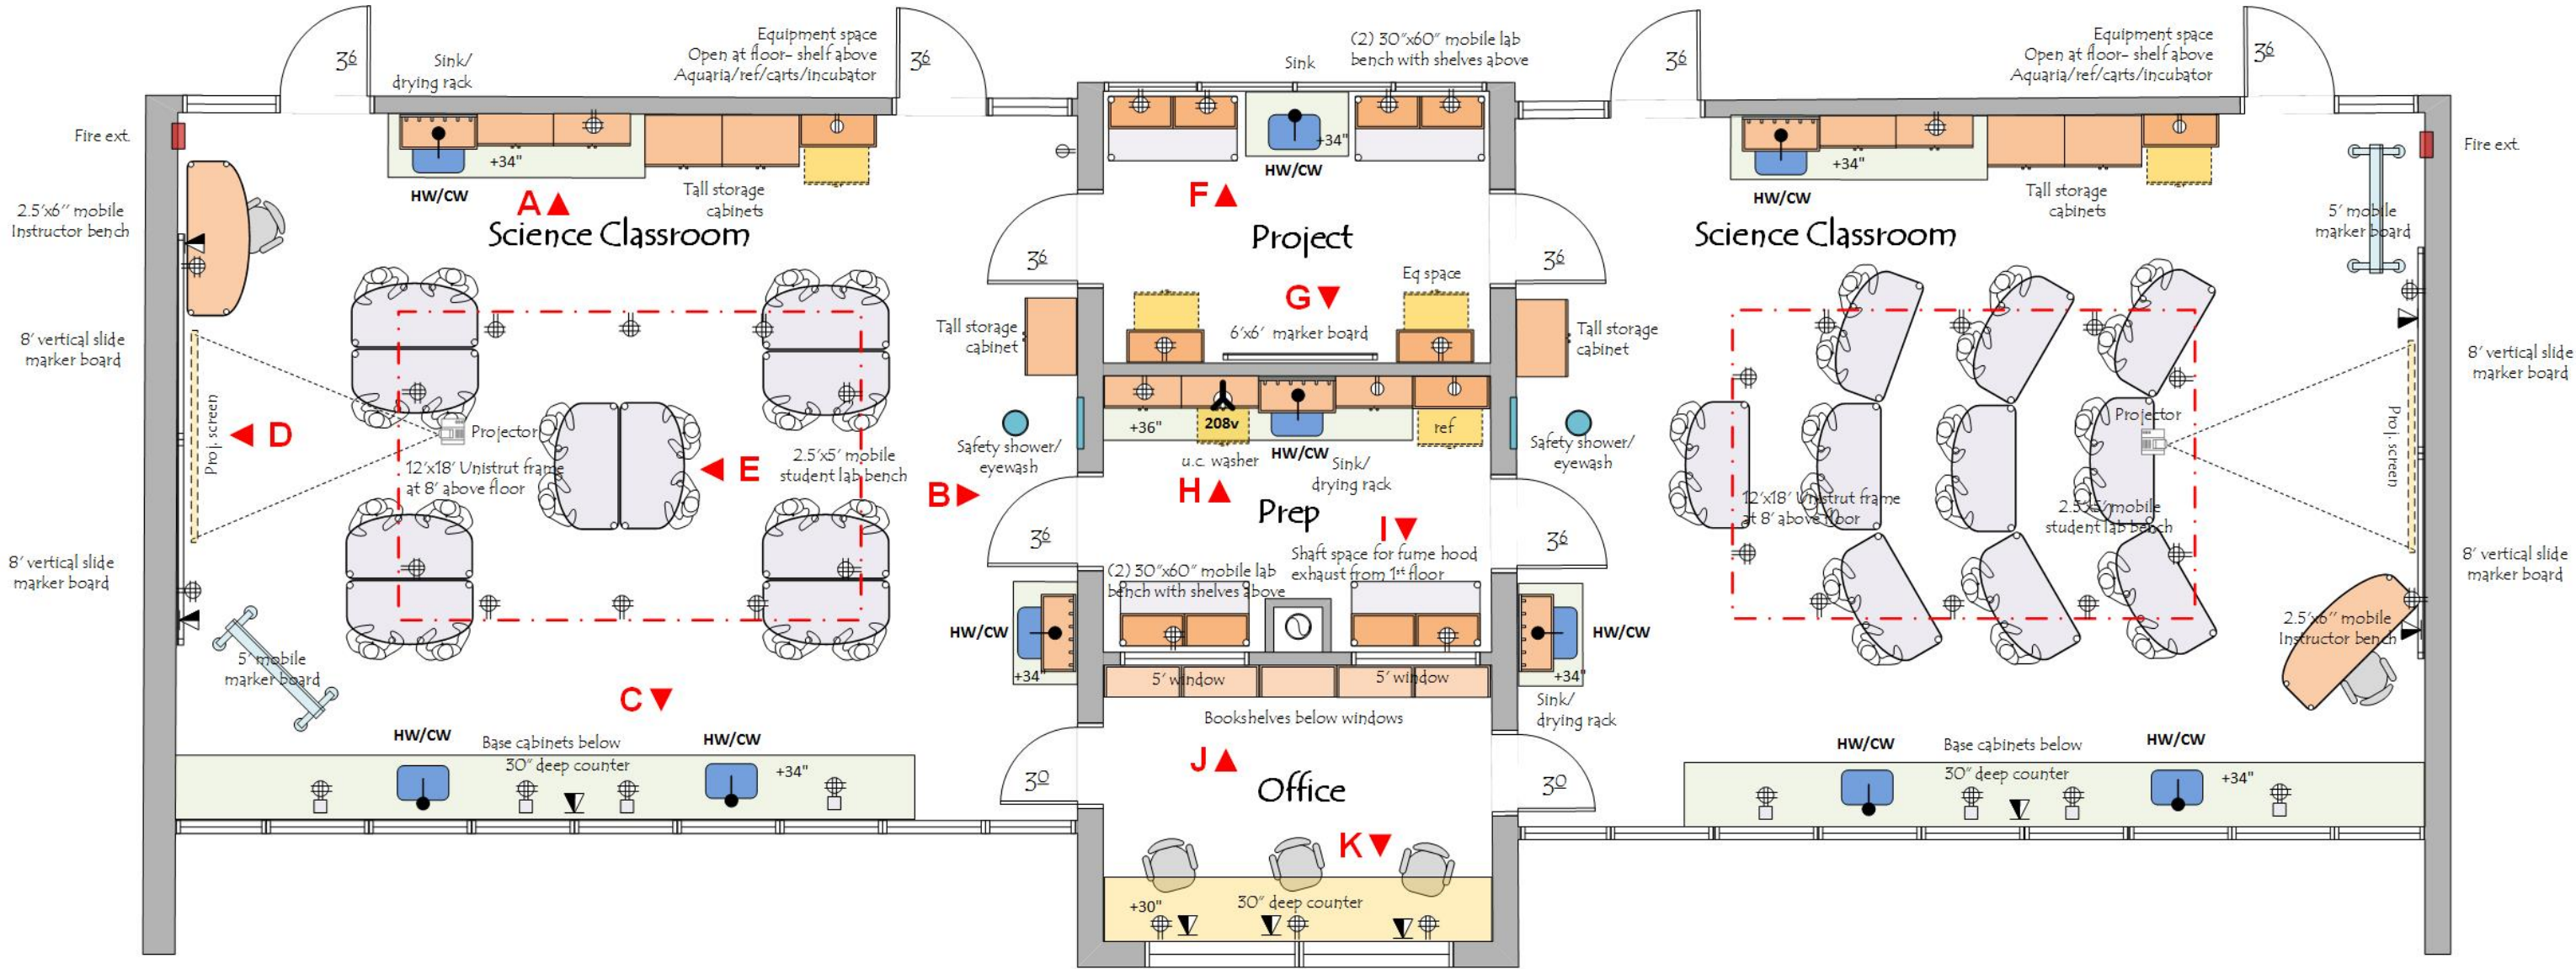 Equipment space
Open at floor- shelf above
Aquaria/ref/carts/incubator
(2) 30"x60" mobile lab
bench with shelves above
Equipment space
Open at floor- shelf above
Aquaria/ref/carts/incubator
36
Sink/
drying rack
36
Sink
36
36
Fire ext.
+34"
HW/CW
Tall storage
cabinets
+34"
HW/CW
+34"
HW/CW
Tall storage
cabinets
Fire ext.
2.5'x6" mobile
Instructor bench
A
Science Classroom
F
Project
Science Classroom
5' mobile
marker board
36
36
Eq space
G
6'x6' marker board
8' vertical slide
marker board
Tall storage
cabinet
Tall storage
cabinet
8' vertical slide
marker board
Proj. screen
D
Projector
12'x18' Unistrut frame
at 8' above floor
E
2.5'x5' mobile
student lab bench
B
Safety shower/
eyewash
+36"
208v
u.c. washer
HW/CW
Sink/
drying rack
ref
Safety shower/
eyewash
12'x18' Unistrut frame
at 8' above floor
2.5'x5' mobile
student lab bench
Projector
Proj. screen
H
Prep
I
36
36
Shaft space for fume hood
exhaust from 1st floor
(2) 30"x60" mobile lab
bench with shelves above
8' vertical slide
marker board
8' vertical slide
marker board
HW/CW
+34"
HW/CW
+34"
Sink/
drying rack
2.5'x6" mobile
Instructor bench
5' mobile
marker board
C
5' window
5' window
Bookshelves below windows
HW/CW
Base cabinets below
30" deep counter
HW/CW
+34"
J
Office
30
30
HW/CW
Base cabinets below
30" deep counter
HW/CW
+34"
K
+30"
30" deep counter